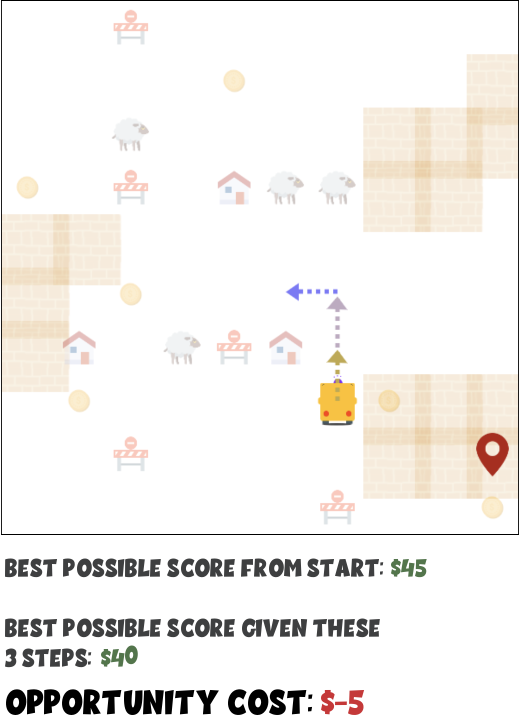 BEST POSSIBLE SCORE FROM START: $45
BEST POSSIBLE SCORE GIVEN THESE
3 STEPS: $40
OPPORTUNITY COST: $-5